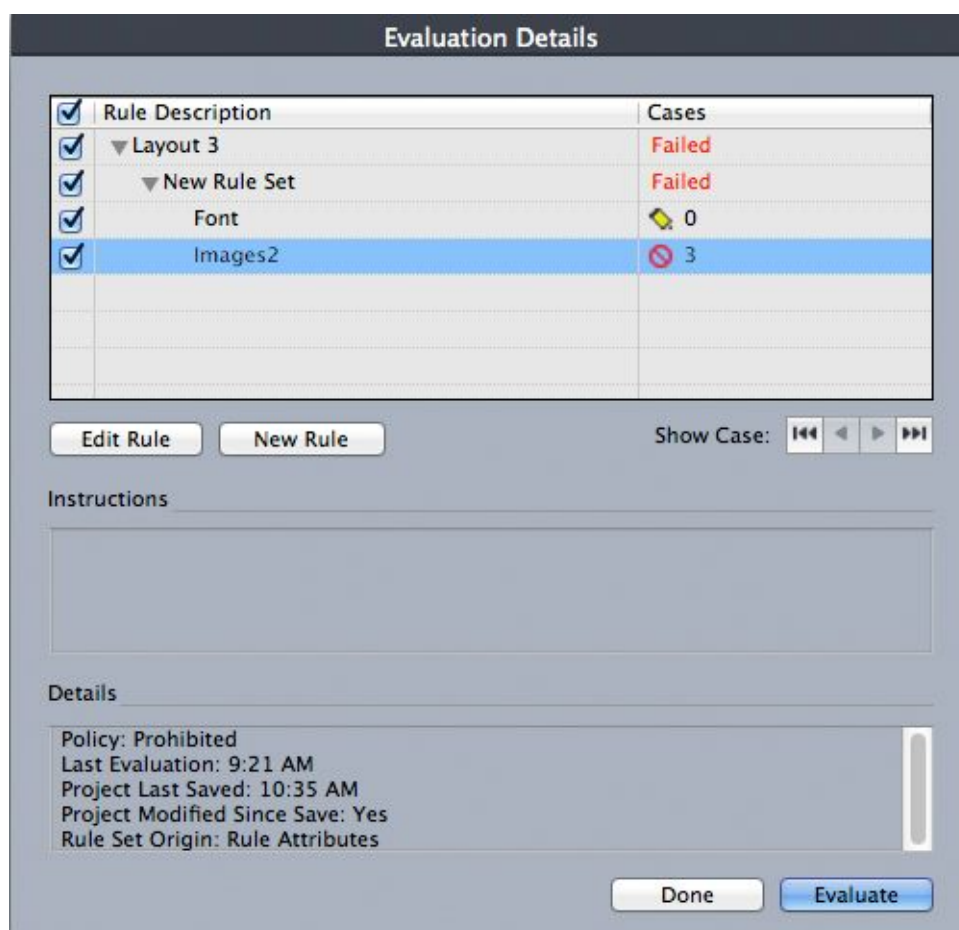 Evaluation Details
Rule Description Cases
Layout 3 Failed
New Rule Set Failed
Font 0
Images2 3
Edit Rule New Rule Show Case:
Instructions
Details
Policy: Prohibited
Last Evaluation: 9:21 AM
Project Last Saved: 10:35 AM
Project Modified Since Save: Yes
Rule Set Origin: Rule Attributes
Done Evaluate